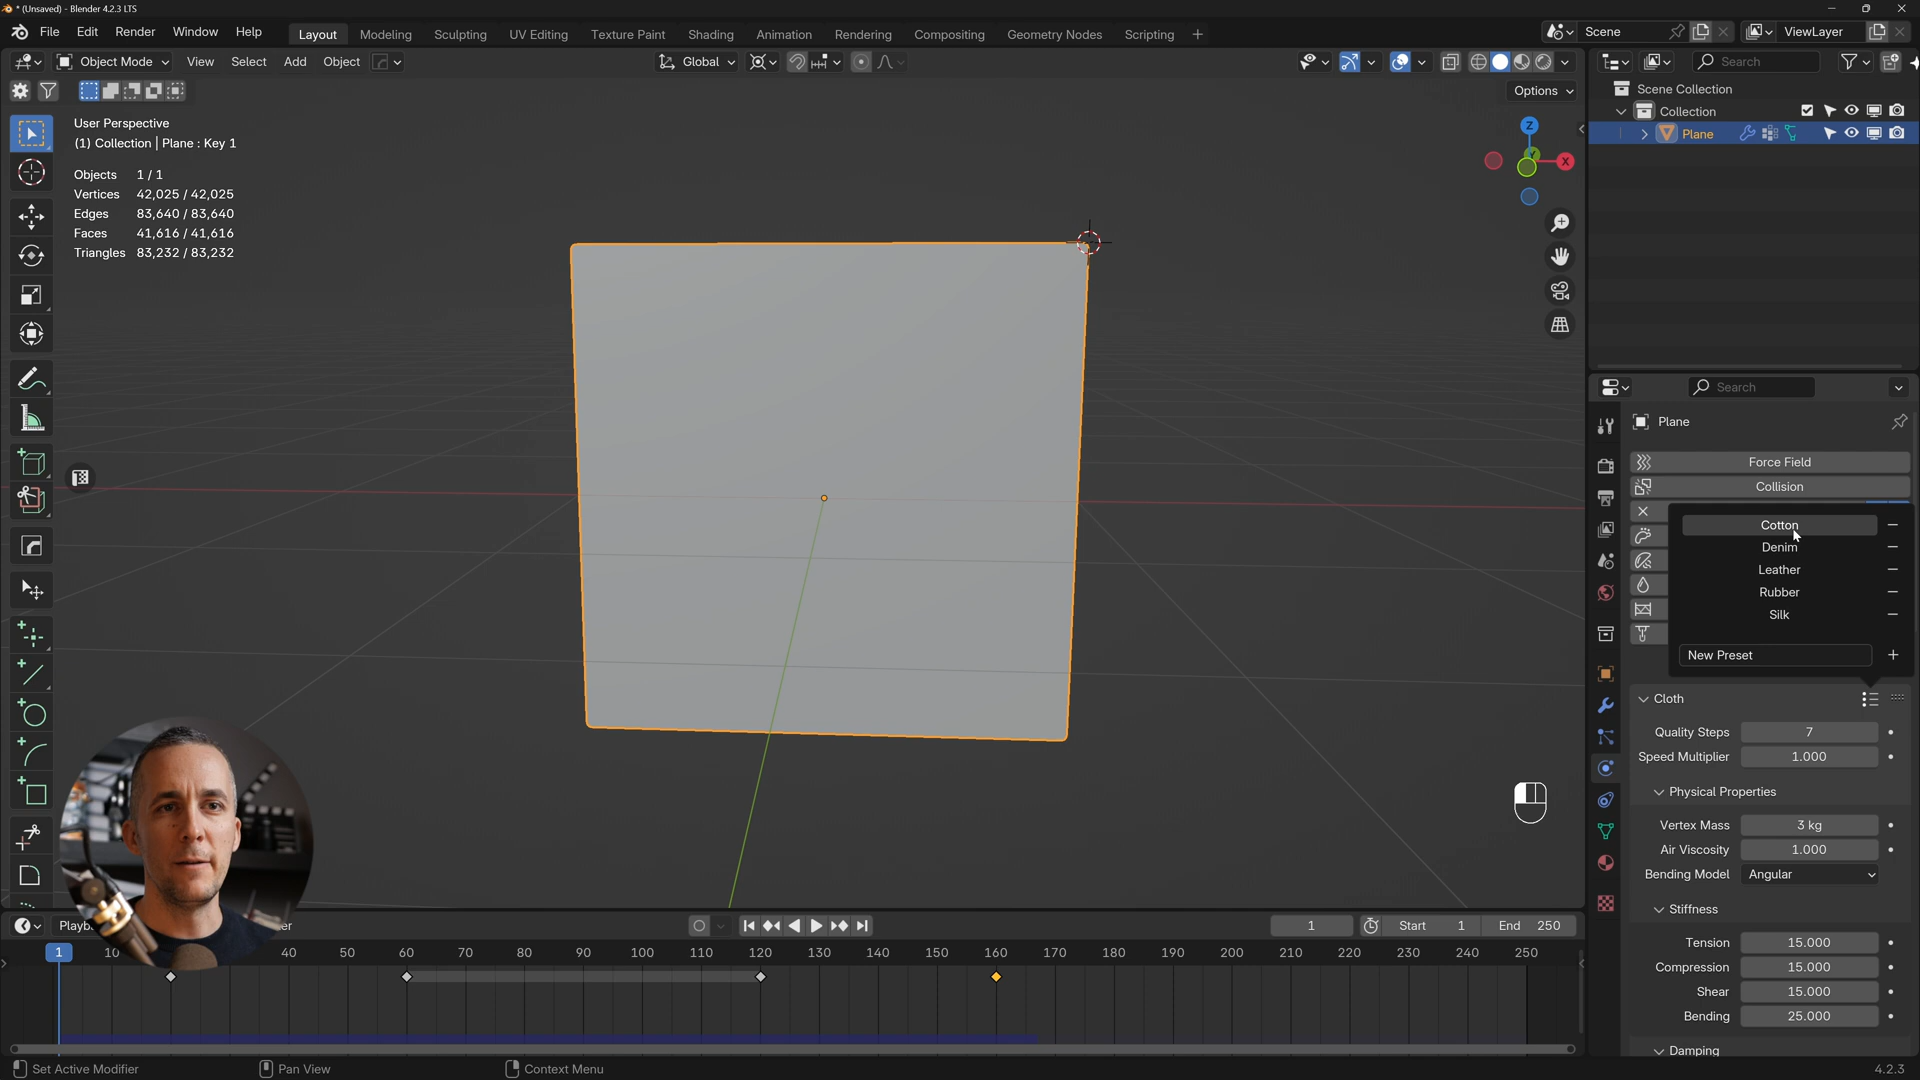 * (Unsaved) - Blender 4.2.3 LTS
File Edit Render Window Help
Layout Modeling Sculpting UV Editing Texture Paint Shading Animation Rendering Compositing Geometry Nodes Scripting +
Scene ViewLayer
Object Mode View Select Add Object Global
Search
Options
User Perspective
(1) Collection | Plane : Key 1
Objects 1 / 1
Vertices 42,025 / 42,025
Edges 83,640 / 83,640
Faces 41,616 / 41,616
Triangles 83,232 / 83,232
Z
Y
X
Scene Collection
Collection
Plane
Search
Plane
Force Field
Collision
Cotton
Denim
Leather
Rubber
Silk
New Preset
Cloth
Quality Steps 7
Speed Multiplier 1.000
Physical Properties
Vertex Mass 3 kg
Air Viscosity 1.000
Bending Model Angular
Stiffness
Tension 15.000
Compression 15.000
Shear 15.000
Bending 25.000
Damping
1 Start 1 End 250
1 10 40 50 60 70 80 90 100 110 120 130 140 150 160 170 180 190 200 210 220 230 240 250
Set Active Modifier Pan View Context Menu 4.2.3